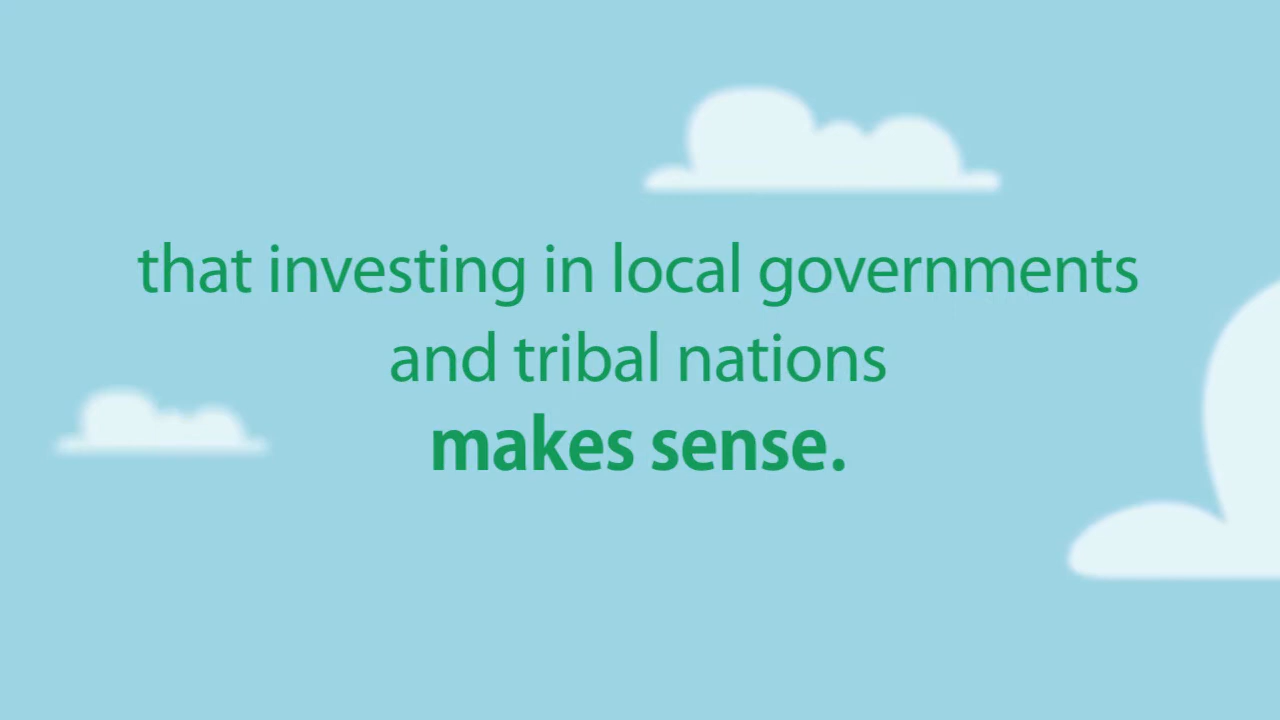 that investing in local governments
and tribal nations
makes sense.